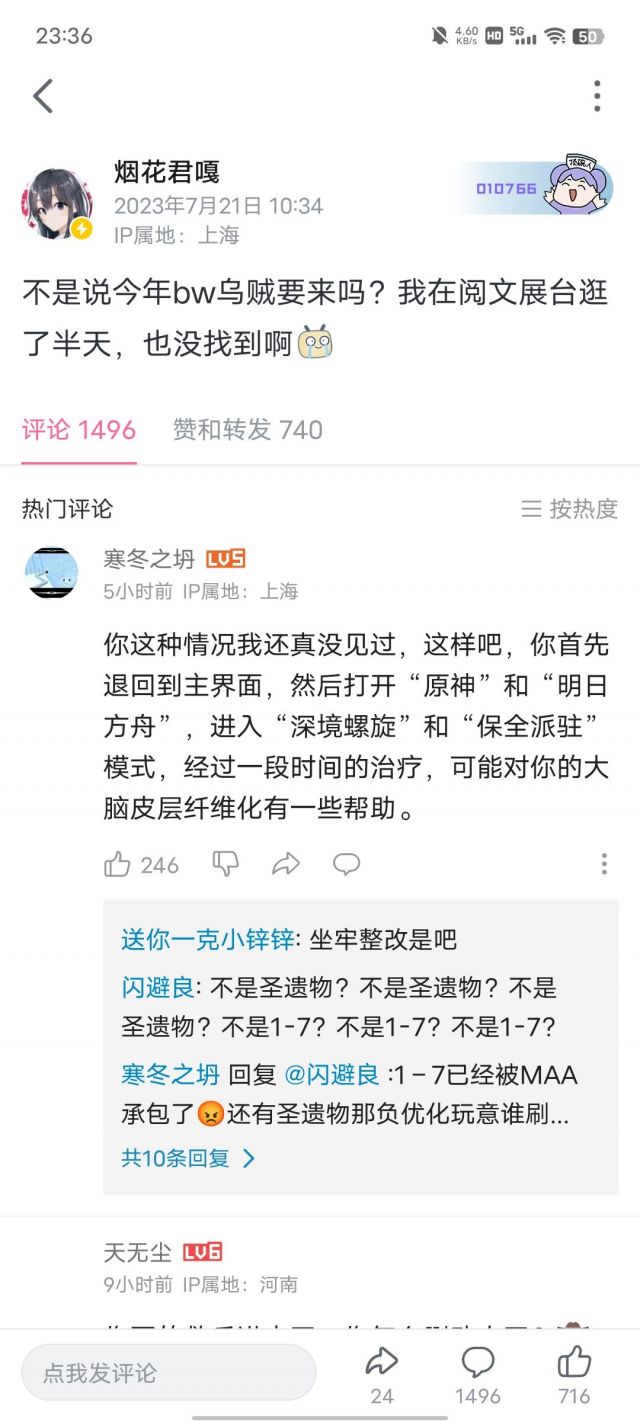 23:36
4.60
KB/s
HD
5G
50
烟花君嘎
2023年7月21日 10:34
IP属地：上海
010766
侦碗人
不是说今年bw乌贼要来吗？我在阅文展台逛
了半天，也没找到啊
评论 1496
赞和转发 740
热门评论
按热度
寒冬之坍 LV5
5小时前 IP属地：上海
你这种情况我还真没见过，这样吧，你首先
退回到主界面，然后打开“原神”和“明日
方舟”，进入“深境螺旋”和“保全派驻”
模式，经过一段时间的治疗，可能对你的大
脑皮层纤维化有一些帮助。
246
送你一克小锌锌: 坐牢整改是吧
闪避良: 不是圣遗物？不是圣遗物？不是
圣遗物？不是1-7？不是1-7？不是1-7？
寒冬之坍 回复 @闪避良 :1－7已经被MAA
承包了😡还有圣遗物那负优化玩意谁刷...
共10条回复
天无尘 LV6
9小时前 IP属地：河南
点我发评论
24
1496
716